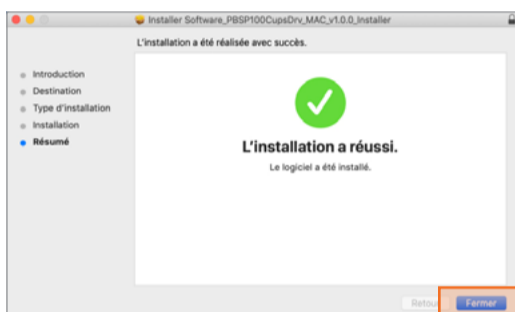 Installer Software_PBSP100CupsDrv_MAC_v1.0.0_Installer
L'installation a été réalisée avec succès.
Introduction
Destination
Type d'installation
Installation
Résumé
L'installation a réussi.
Le logiciel a été installé.
Retour Fermer